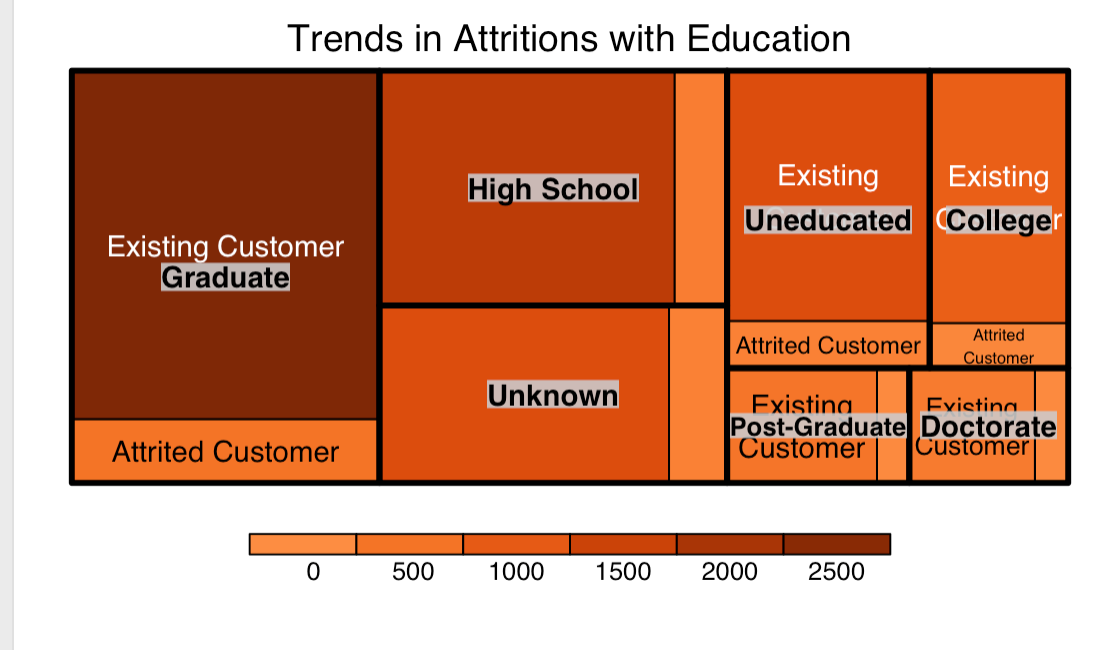 Trends in Attritions with Education
Existing Customer
Graduate
Attrited Customer
High School
Unknown
Existing
Uneducated
Attrited Customer
Existing
College
Attrited
Customer
Existing
Post-Graduate
Customer
Existing
Doctorate
Customer
0 500 1000 1500 2000 2500